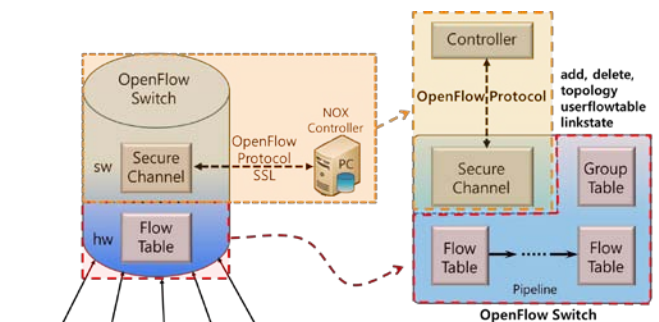 OpenFlow
Switch
NOX
Controller
OpenFlow
Protocol
SSL
PC
sw
Secure
Channel
hw
Flow
Table
Controller
OpenFlow Protocol
add, delete,
topology
userflowtable
linkstate
Secure
Channel
Group
Table
Flow
Table
Flow
Table
Pipeline
OpenFlow Switch